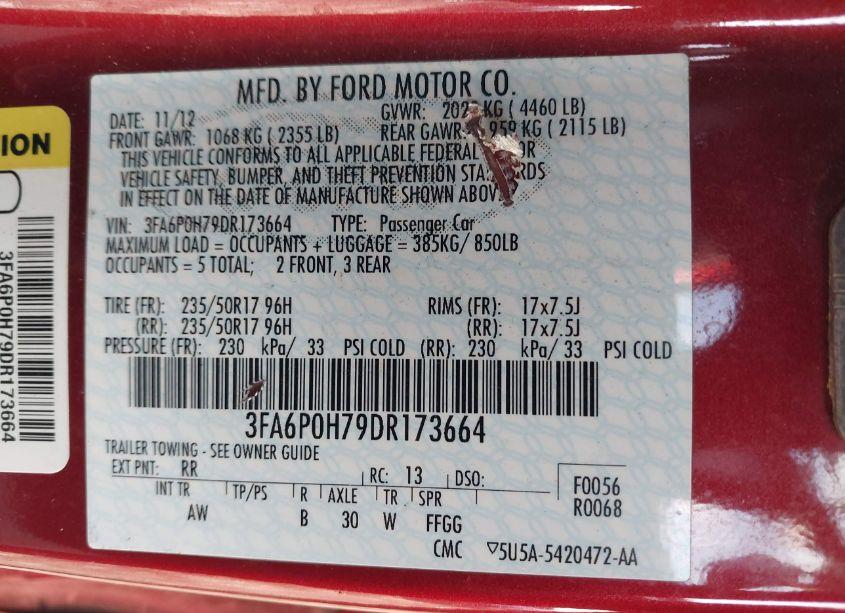 MFD. BY FORD MOTOR CO.
DATE: 11/12 GVWR: KG ( 4460 LB)
FRONT GAWR: 1068 KG ( 2355 LB) REAR GAWR: 959 KG ( 2115 LB)
THIS VEHICLE CONFORMS TO ALL APPLICABLE FEDERAL
VEHICLE SAFETY, BUMPER, AND THEFT PREVENTION
IN EFFECT ON THE DATE OF MANUFACTURE SHOWN ABOV
VIN: 3FA6P0H79DR173664 TYPE: Passenger Car
MAXIMUM LOAD = OCCUPANTS + LUGGAGE = 385KG/ 850LB
OCCUPANTS = 5 TOTAL; 2 FRONT, 3 REAR
TIRE (FR): 235/50R17 96H RIMS (FR): 17x7.5J
(RR): 235/50R17 96H (RR): 17x7.5J
PRESSURE (FR): 230 kPa/ 33 PSI COLD (RR): 230 kPa/ 33 PSI COLD
3FA6P0H79DR173664
TRAILER TOWING - SEE OWNER GUIDE
EXT PNT: RR RC: 13 DSO:
INT TR TP/PS R AXLE TR SPR
AW B 30 W FFGG
F0056
R0068
CMC ▽5U5A-5420472-AA
ION
3FA6P0H79DR173664